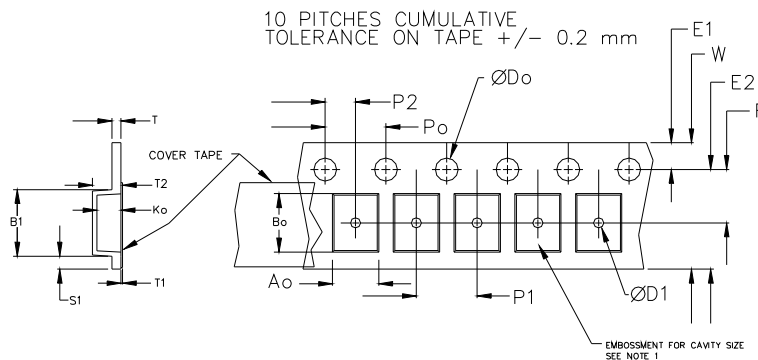 10 PITCHES CUMULATIVE
TOLERANCE ON TAPE +/- 0.2 mm
E1
W
ØDo
E2
P2
F
T
Po
COVER TAPE
T2
B1
Ko
Bo
Ao
T1
S1
P1
ØD1
EMBOSSMENT FOR CAVITY SIZE
SEE NOTE 1